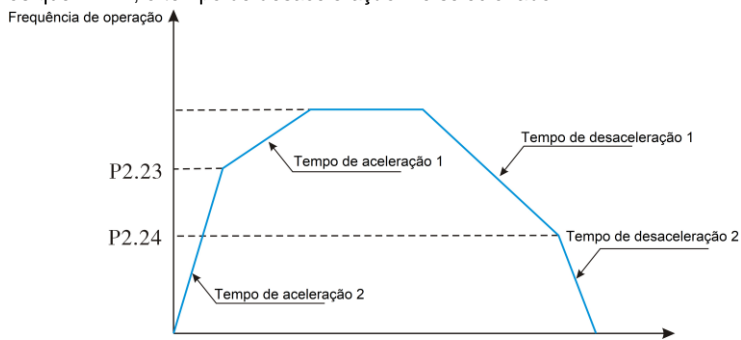 Frequência de operação
Tempo de desaceleração 1
Tempo de aceleração 1
P2.23
P2.24
Tempo de desaceleração 2
Tempo de aceleração 2